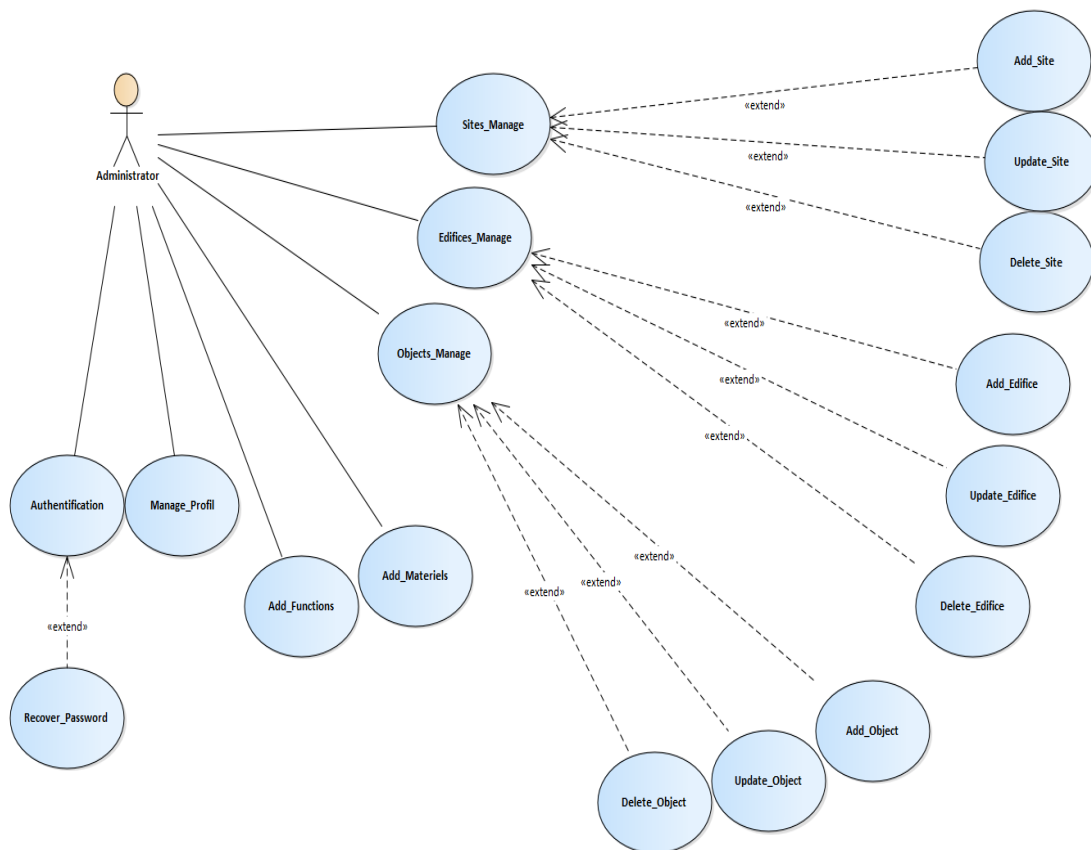 Add_Site
«extend»
Sites_Manage
«extend»
Update_Site
Administrator
«extend»
Edifices_Manage
Delete_Site
«extend»
Objects_Manage
«extend»
Add_Edifice
«extend»
Authentification
Manage_Profil
Update_Edifice
«extend»
Add_Materiels
«extend»
«extend»
Add_Functions
Delete_Edifice
«extend»
Recover_Password
Add_Object
Update_Object
Delete_Object